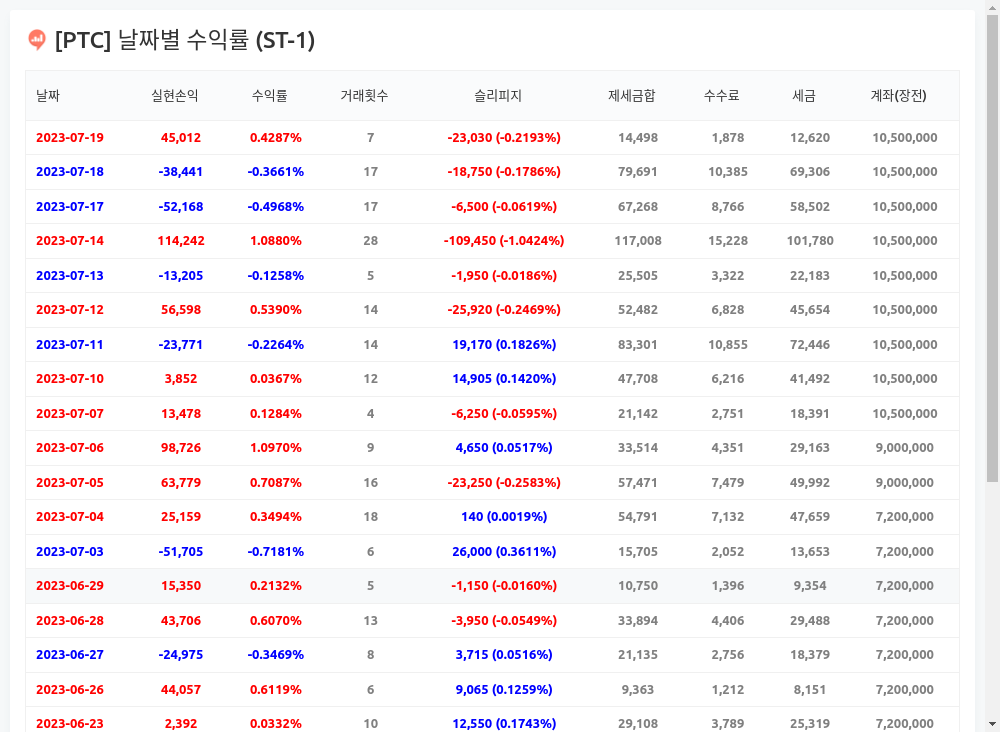 [PTC] 날짜별 수익률 (ST-1)
날짜 실현손익 수익률 거래횟수 슬리피지 제세금합 수수료 세금 계좌(장전)
2023-07-19 45,012 0.4287% 7 -23,030 (-0.2193%) 14,498 1,878 12,620 10,500,000
2023-07-18 -38,441 -0.3661% 17 -18,750 (-0.1786%) 79,691 10,385 69,306 10,500,000
2023-07-17 -52,168 -0.4968% 17 -6,500 (-0.0619%) 67,268 8,766 58,502 10,500,000
2023-07-14 114,242 1.0880% 28 -109,450 (-1.0424%) 117,008 15,228 101,780 10,500,000
2023-07-13 -13,205 -0.1258% 5 -1,950 (-0.0186%) 25,505 3,322 22,183 10,500,000
2023-07-12 56,598 0.5390% 14 -25,920 (-0.2469%) 52,482 6,828 45,654 10,500,000
2023-07-11 -23,771 -0.2264% 14 19,170 (0.1826%) 83,301 10,855 72,446 10,500,000
2023-07-10 3,852 0.0367% 12 14,905 (0.1420%) 47,708 6,216 41,492 10,500,000
2023-07-07 13,478 0.1284% 4 -6,250 (-0.0595%) 21,142 2,751 18,391 10,500,000
2023-07-06 98,726 1.0970% 9 4,650 (0.0517%) 33,514 4,351 29,163 9,000,000
2023-07-05 63,779 0.7087% 16 -23,250 (-0.2583%) 57,471 7,479 49,992 9,000,000
2023-07-04 25,159 0.3494% 18 140 (0.0019%) 54,791 7,132 47,659 7,200,000
2023-07-03 -51,705 -0.7181% 6 26,000 (0.3611%) 15,705 2,052 13,653 7,200,000
2023-06-29 15,350 0.2132% 5 -1,150 (-0.0160%) 10,750 1,396 9,354 7,200,000
2023-06-28 43,706 0.6070% 13 -3,950 (-0.0549%) 33,894 4,406 29,488 7,200,000
2023-06-27 -24,975 -0.3469% 8 3,715 (0.0516%) 21,135 2,756 18,379 7,200,000
2023-06-26 44,057 0.6119% 6 9,065 (0.1259%) 9,363 1,212 8,151 7,200,000
2023-06-23 2,392 0.0332% 10 12,550 (0.1743%) 29,108 3,789 25,319 7,200,000